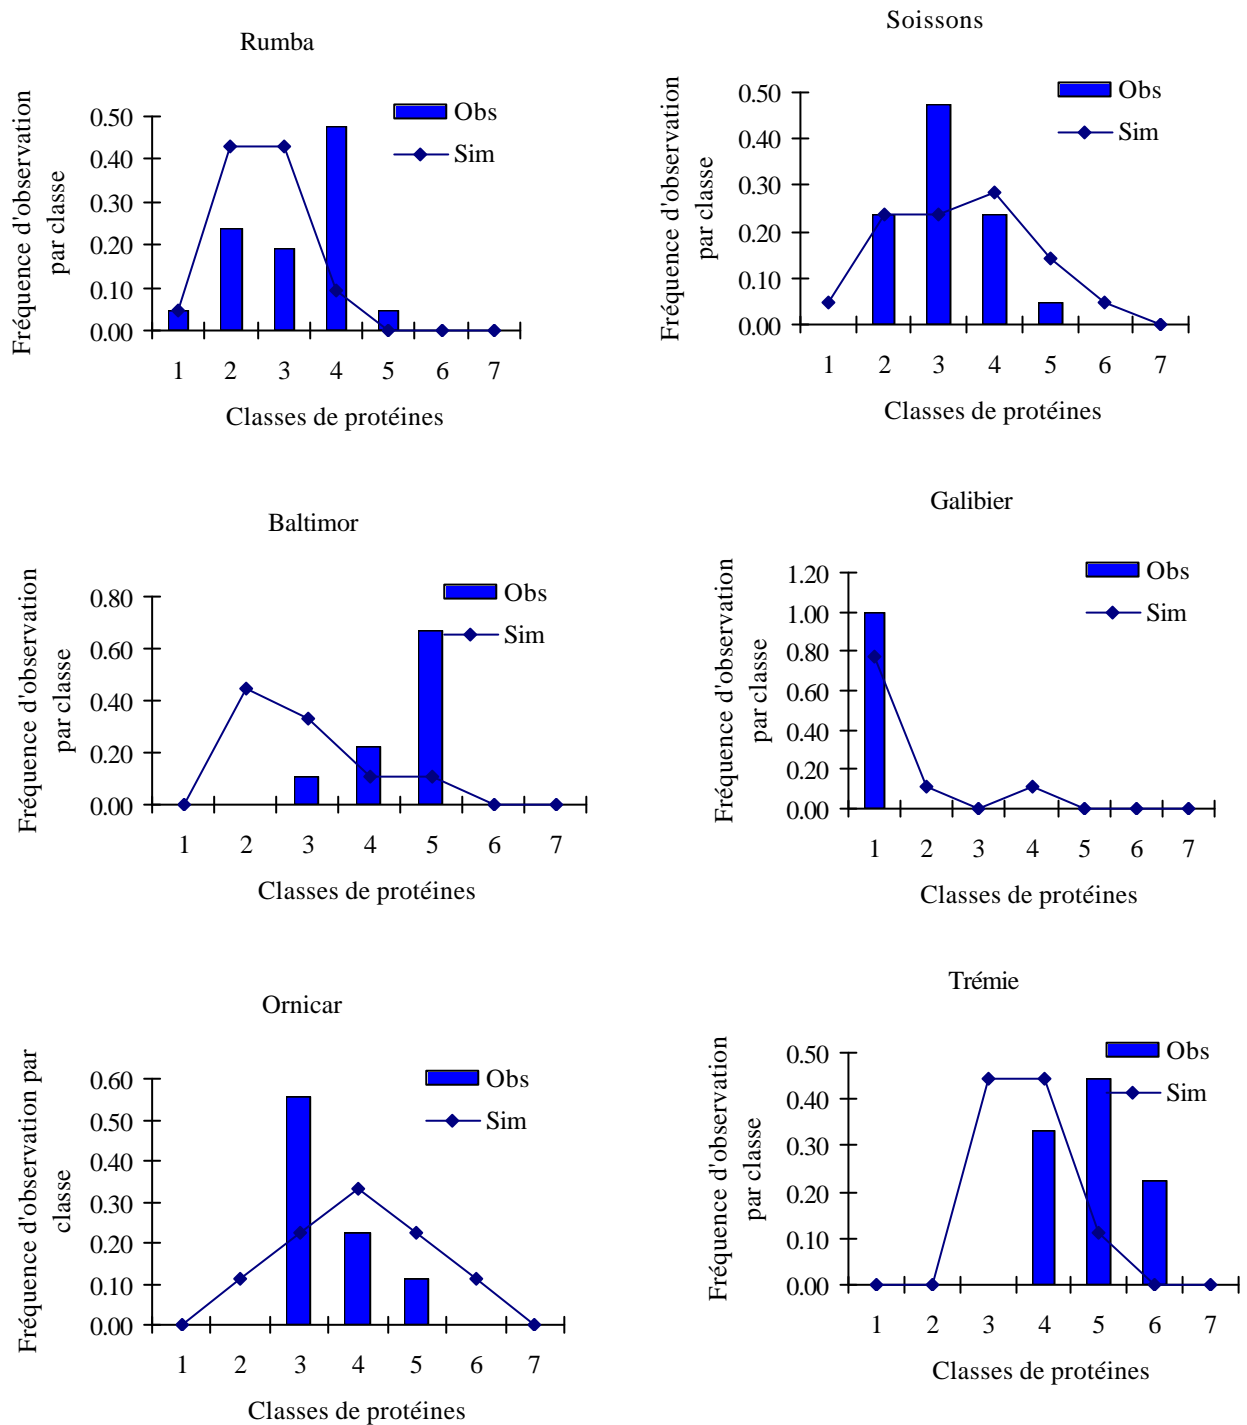 Rumba
Fréquence d'observation
par classe
0.50
0.40
0.30
0.20
0.10
0.00
Obs
Sim
1 2 3 4 5 6 7
Classes de protéines
Soissons
Fréquence d'observation
par classe
0.50
0.40
0.30
0.20
0.10
0.00
Obs
Sim
1 2 3 4 5 6 7
Classes de protéines
Baltimor
Fréquence d'observation
par classe
0.80
0.60
0.40
0.20
0.00
Obs
Sim
1 2 3 4 5 6 7
Classes de protéines
Galibier
Fréquence d'observation
par classe
1.20
1.00
0.80
0.60
0.40
0.20
0.00
Obs
Sim
1 2 3 4 5 6 7
Classes de protéines
Ornicar
Fréquence d'observation par
classe
0.60
0.50
0.40
0.30
0.20
0.10
0.00
Obs
Sim
1 2 3 4 5 6 7
Classes de protéines
Trémie
Fréquence d'observation
par classe
0.50
0.40
0.30
0.20
0.10
0.00
Obs
Sim
1 2 3 4 5 6 7
Classes de protéines